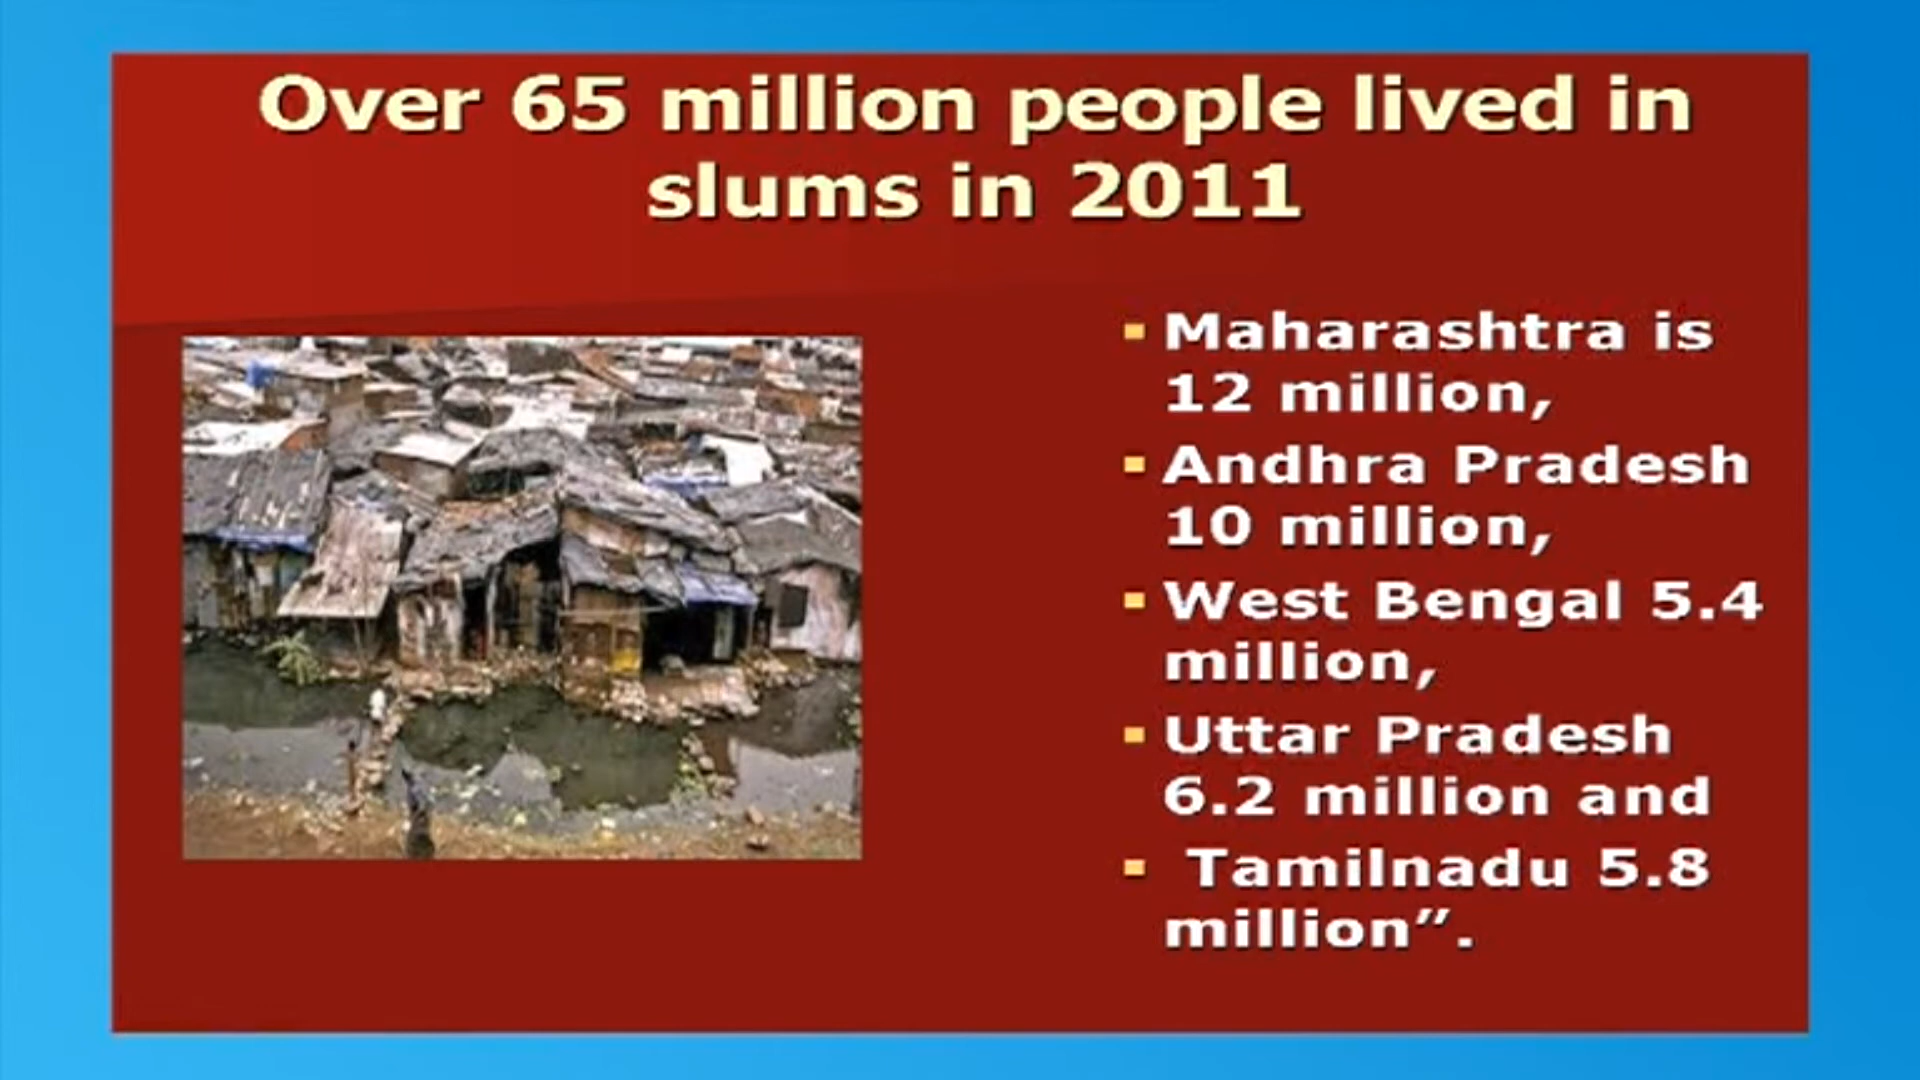 Over 65 million people lived in
slums in 2011
▪ Maharashtra is
12 million,
▪ Andhra Pradesh
10 million,
▪ West Bengal 5.4
million,
▪ Uttar Pradesh
6.2 million and
▪ Tamilnadu 5.8
million”.